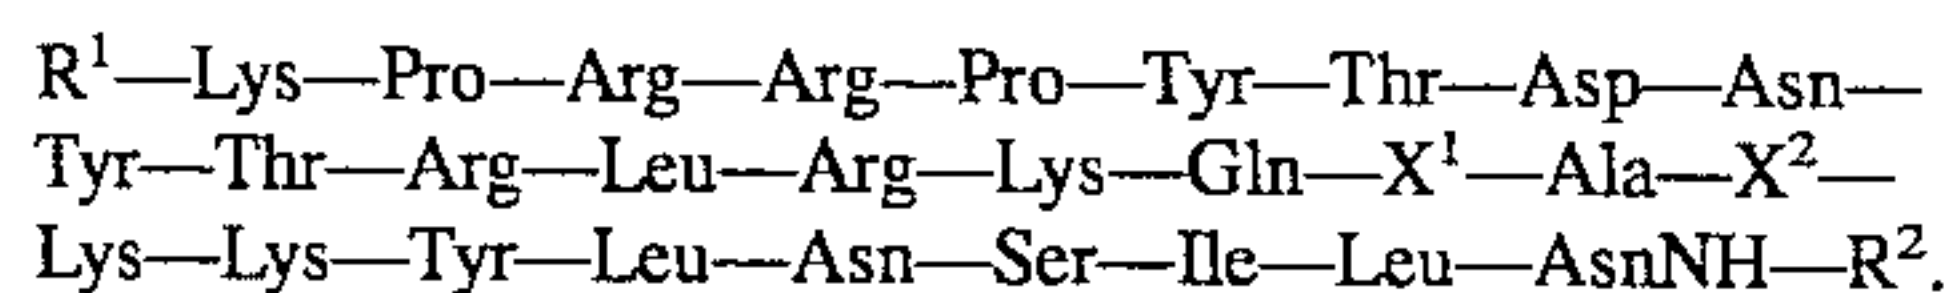 R¹—Lys—Pro—Arg—Arg—Pro—Tyr—Thr—Asp—Asn—
Tyr—Thr—Arg—Leu—Arg—Lys—Gln—X¹—Ala—X²—
Lys—Lys—Tyr—Leu—Asn—Ser—Ile—Leu—AsnNH—R².